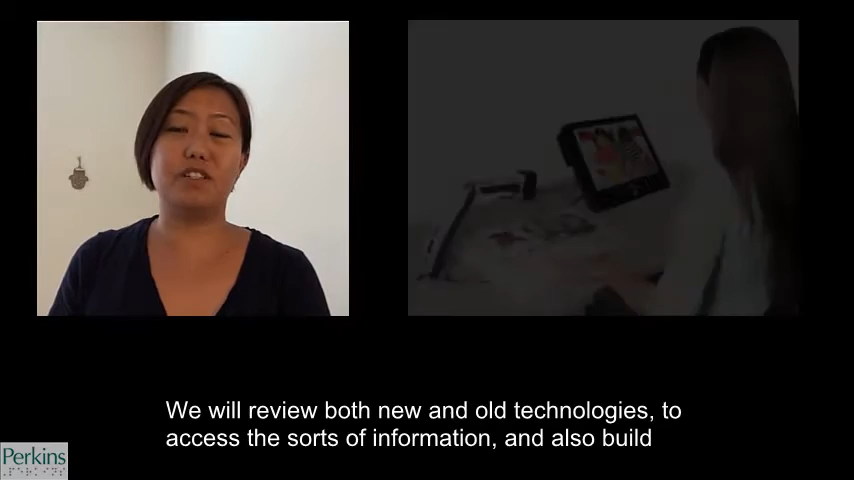 We will review both new and old technologies, to
access the sorts of information, and also build
Perkins